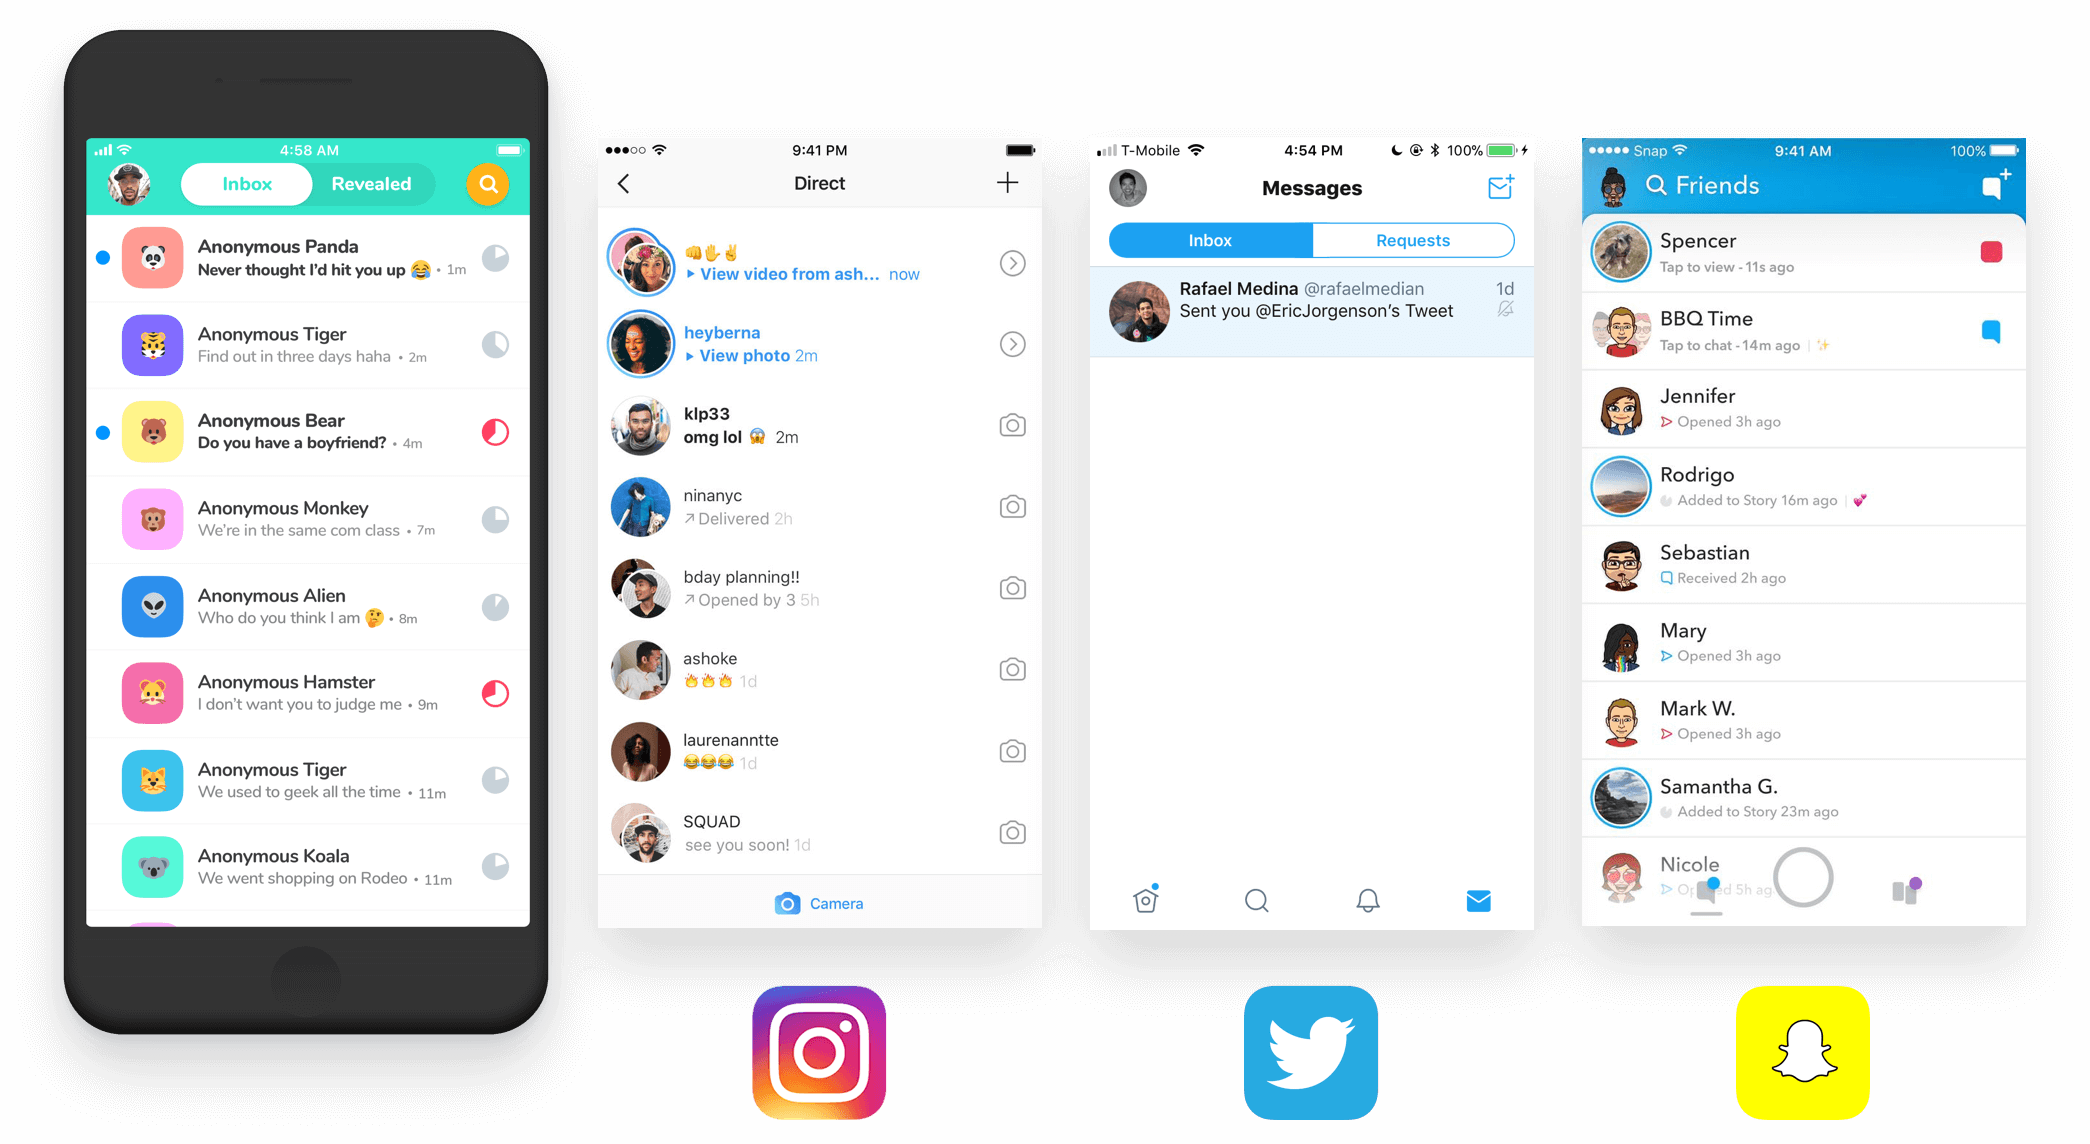 4:58 AM
Inbox
Revealed
Anonymous Panda
Never thought I'd hit you up 😂 • 1m
Anonymous Tiger
Find out in three days haha • 2m
Anonymous Bear
Do you have a boyfriend? • 4m
Anonymous Monkey
We're in the same com class • 7m
Anonymous Alien
Who do you think I am 🤔 • 8m
Anonymous Hamster
I don't want you to judge me • 9m
Anonymous Tiger
We used to geek all the time • 11m
Anonymous Koala
We went shopping on Rodeo • 11m
9:41 PM
Direct
👊✋✌
View video from ash... now
heyberna
View photo 2m
klp33
omg lol 😱 2m
ninanyc
Delivered 2h
bday planning!!
Opened by 3 5h
ashoke
🔥🔥🔥 1d
laurenanntte
😂😂😂 1d
SQUAD
see you soon! 1d
Camera
T-Mobile 4:54 PM 100%
Messages
Inbox
Requests
Rafael Medina @rafaelmedian 1d
Sent you @EricJorgenson's Tweet
Snap 9:41 AM 100%
Friends
Spencer
Tap to view - 11s ago
BBQ Time
Tap to chat - 14m ago | ✨
Jennifer
Opened 3h ago
Rodrigo
Added to Story 16m ago | 💕
Sebastian
Received 2h ago
Mary
Opened 3h ago
Mark W.
Opened 3h ago
Samantha G.
Added to Story 23m ago
Nicole
5h